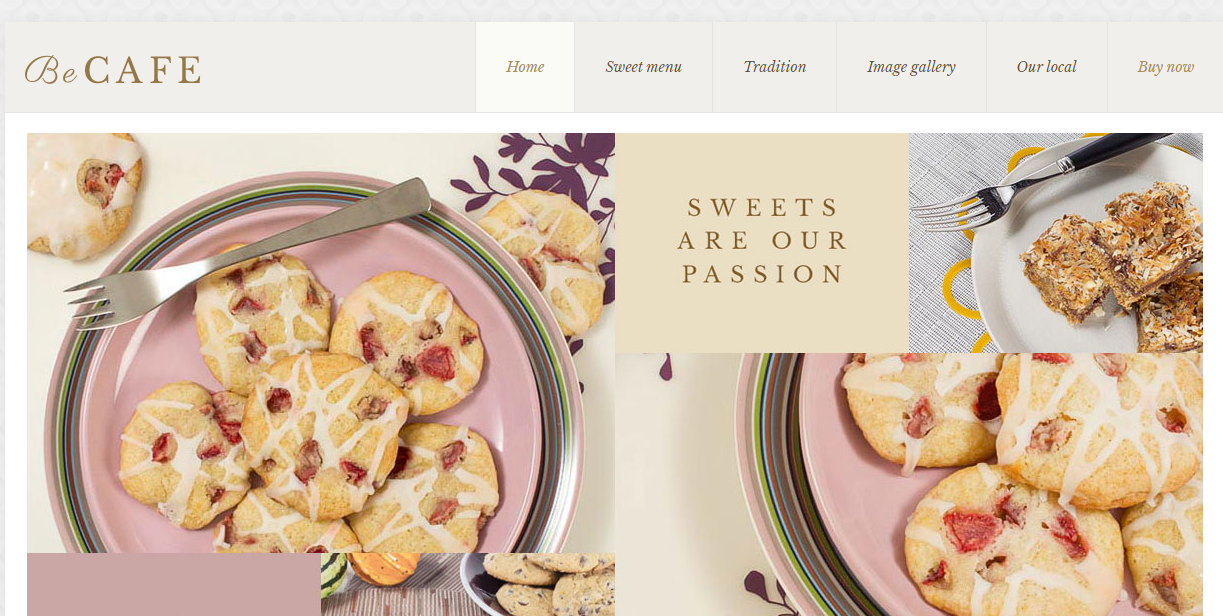 Be CAFE
Home
Sweet menu
Tradition
Image gallery
Our local
Buy now
SWEETS
ARE OUR
PASSION